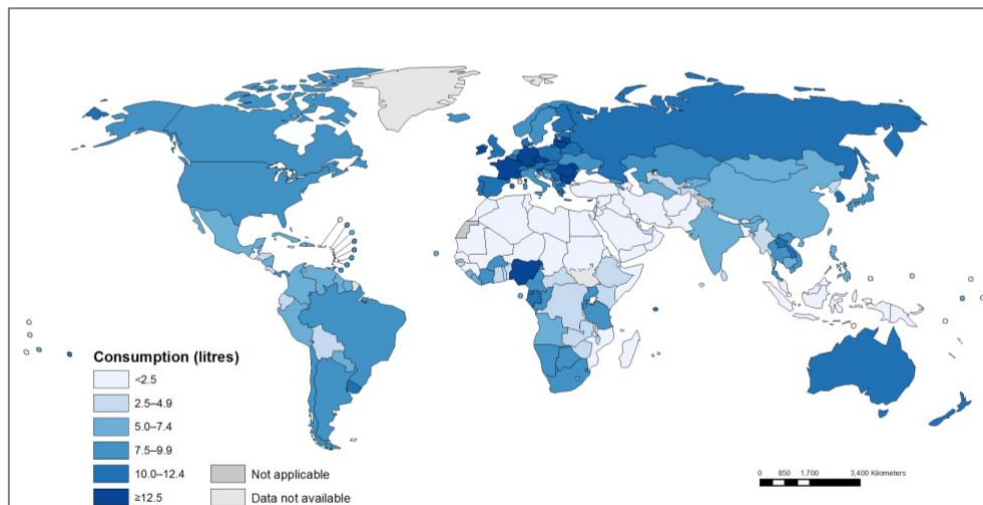 Consumption (litres)
<2.5
2.5–4.9
5.0–7.4
7.5–9.9
10.0–12.4
≥12.5
Not applicable
Data not available
0 850 1,700 3,400 Kilometers